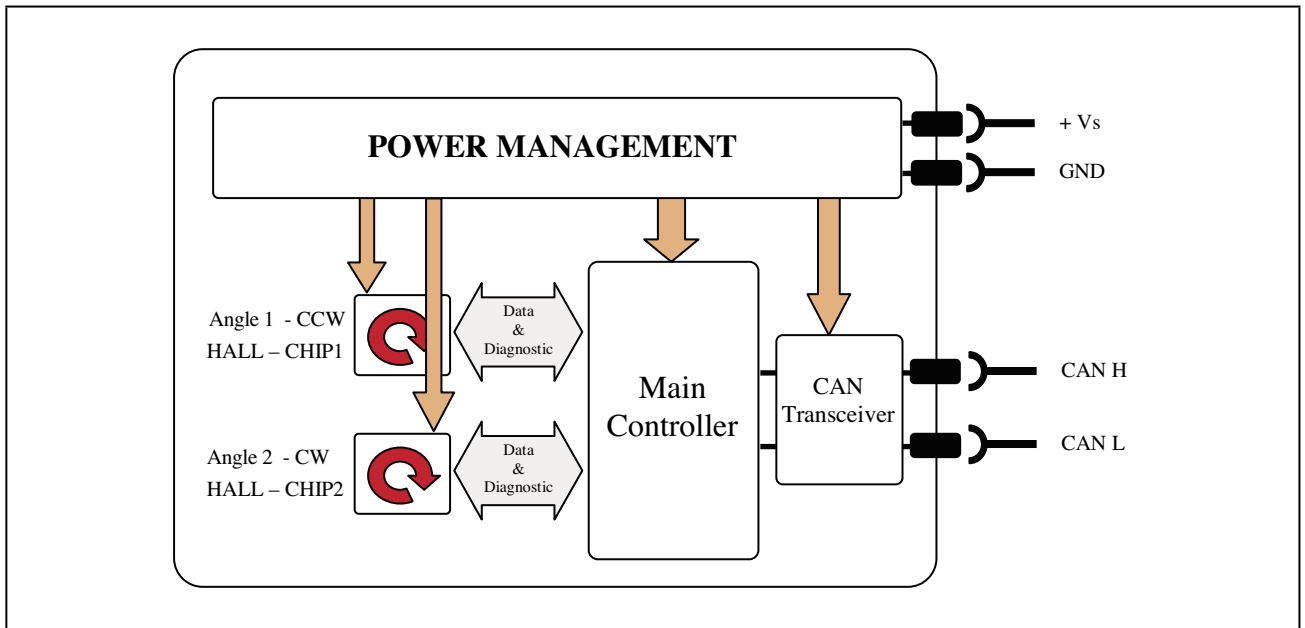 POWER MANAGEMENT
+ Vs
GND
Angle 1 - CCW
HALL – CHIP1
Data
&
Diagnostic
Main
Controller
CAN
Transceiver
CAN H
CAN L
Angle 2 - CW
HALL – CHIP2
Data
&
Diagnostic